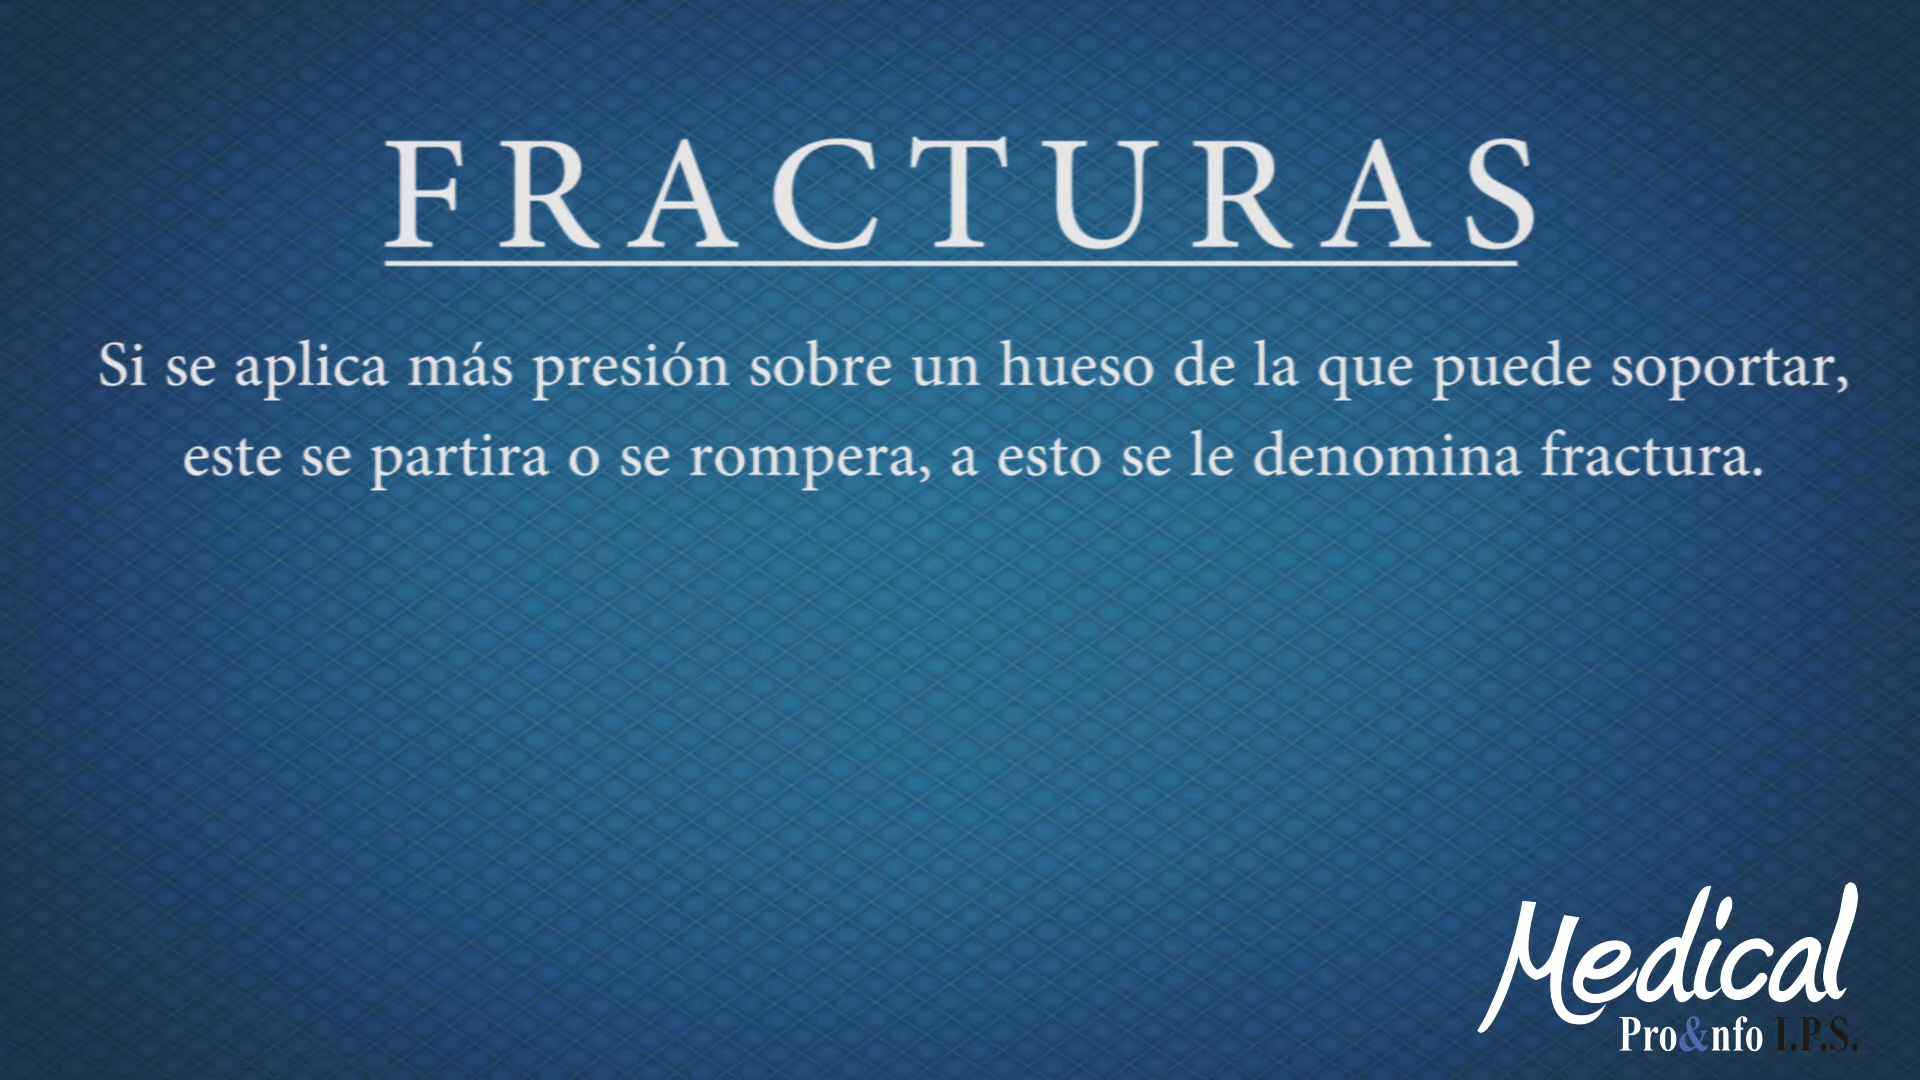 FRACTURAS
Si se aplica más presión sobre un hueso de la que puede soportar,
este se partira o se rompera, a esto se le denomina fractura.
Medical
Pro&nfo I.P.S.